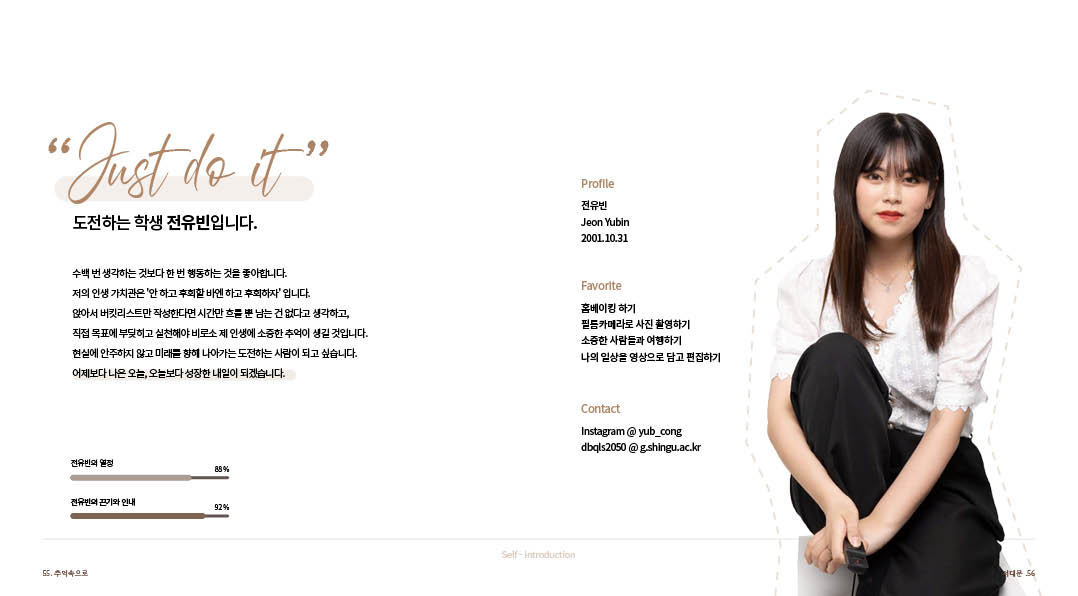 “Just do it”
도전하는 학생 전유빈입니다.
수백 번 생각하는 것보다 한 번 행동하는 것을 좋아합니다.
저의 인생 가치관은 '안 하고 후회할 바엔 하고 후회하자' 입니다.
앉아서 버킷리스트만 작성한다면 시간만 흐를 뿐 남는 건 없다고 생각하고,
직접 목표에 부딪히고 실천해야 비로소 제 인생에 소중한 추억이 생길 것입니다.
현실에 안주하지 않고 미래를 향해 나아가는 도전하는 사람이 되고 싶습니다.
어제보다 나은 오늘, 오늘보다 성장한 내일이 되겠습니다.
전유빈의 열정
88%
전유빈의 끈기와 인내
92%
Profile
전유빈
Jeon Yubin
2001.10.31
Favorite
홈베이킹 하기
필름카메라로 사진 촬영하기
소중한 사람들과 여행하기
나의 일상을 영상으로 담고 편집하기
Contact
Instagram @ yub_cong
dbqls2050 @ g.shingu.ac.kr
Self - introduction
55. 추억속으로
대문 .56